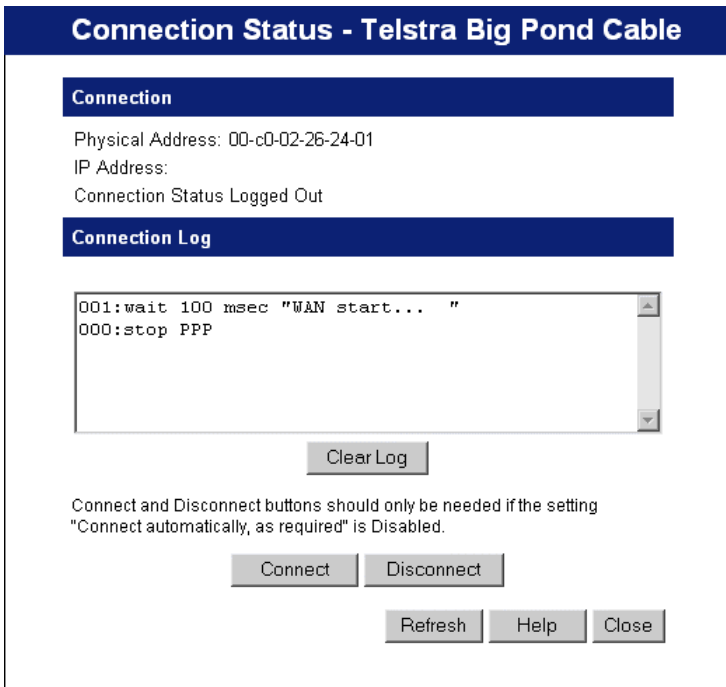 Connection Status - Telstra Big Pond Cable
Connection
Physical Address: 00-c0-02-26-24-01
IP Address:
Connection Status Logged Out
Connection Log
001:wait 100 msec "WAN start...  "
000:stop PPP
Clear Log
Connect and Disconnect buttons should only be needed if the setting
"Connect automatically, as required" is Disabled.
Connect Disconnect
Refresh Help Close